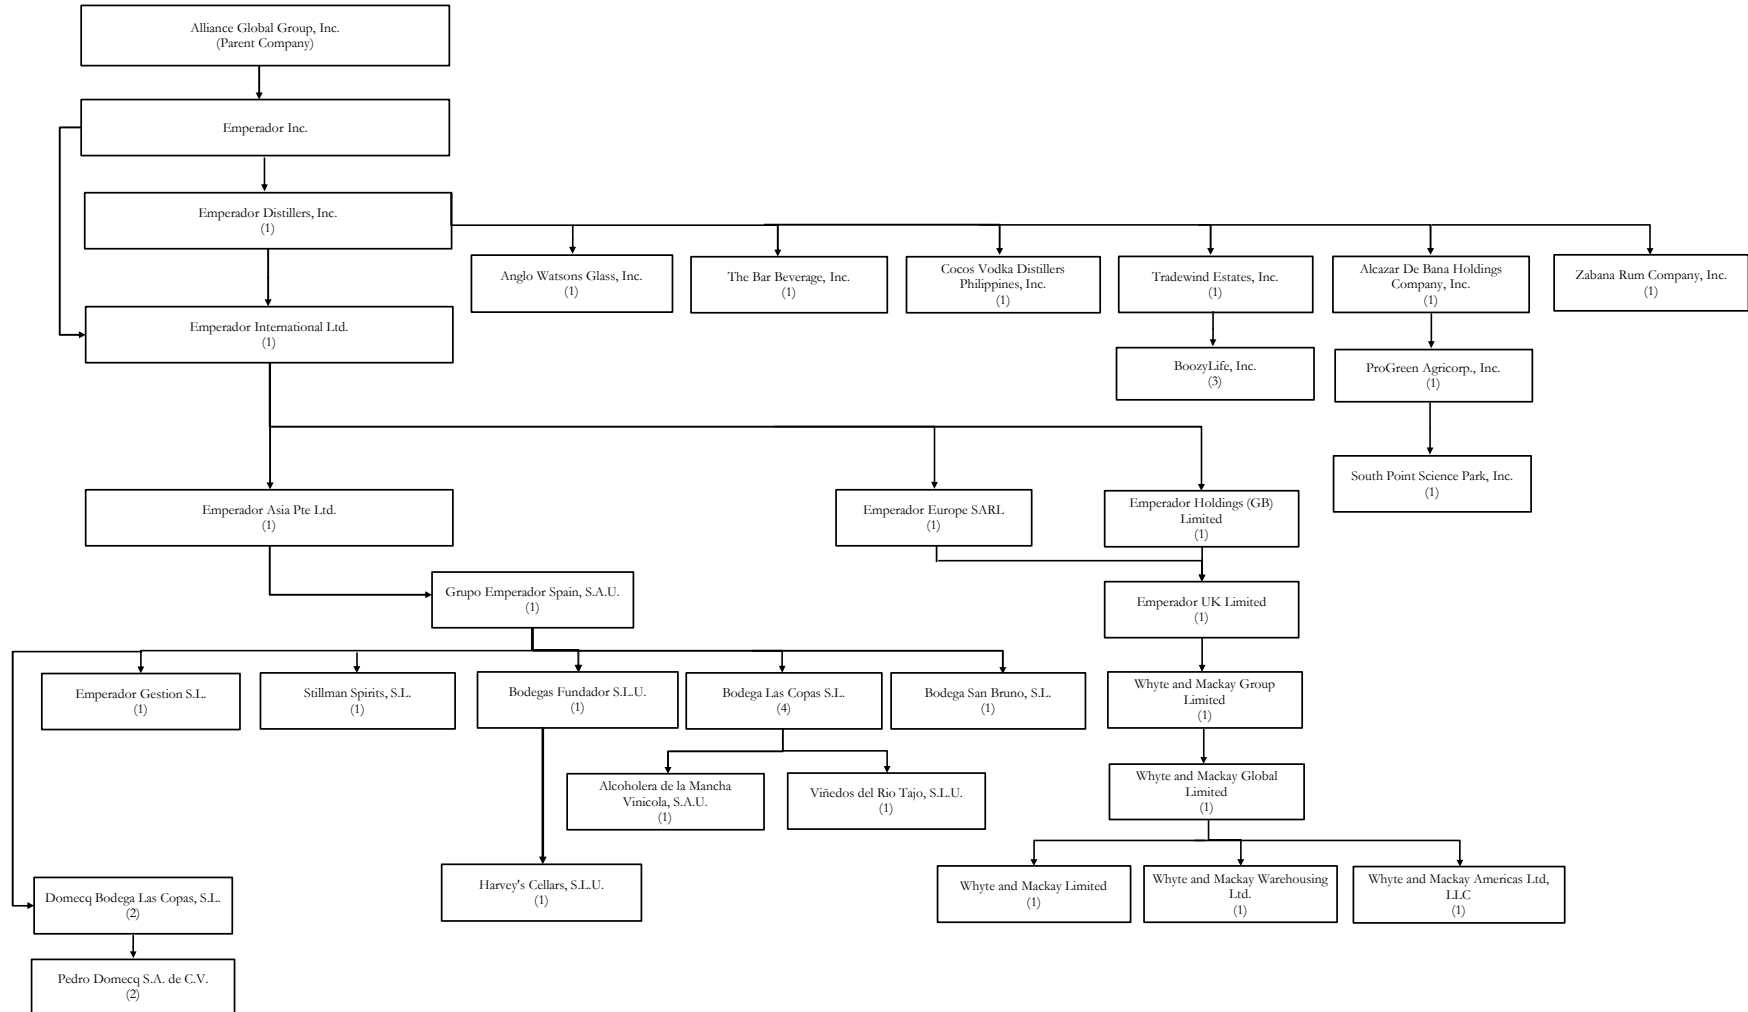 Alliance Global Group, Inc.
(Parent Company)
Emperador Inc.
Emperador Distillers, Inc.
(1)
Anglo Watsons Glass, Inc.
(1)
The Bar Beverage, Inc.
(1)
Cocos Vodka Distillers
Philippines, Inc.
(1)
Tradewind Estates, Inc.
(1)
Alcazar De Bana Holdings
Company, Inc.
(1)
Zabana Rum Company, Inc.
(1)
Emperador International Ltd.
(1)
BoozyLife, Inc.
(3)
ProGreen Agricorp., Inc.
(1)
South Point Science Park, Inc.
(1)
Emperador Asia Pte Ltd.
(1)
Emperador Europe SARL
(1)
Emperador Holdings (GB)
Limited
(1)
Grupo Emperador Spain, S.A.U.
(1)
Emperador UK Limited
(1)
Emperador Gestion S.L.
(1)
Stillman Spirits, S.L.
(1)
Bodegas Fundador S.L.U.
(1)
Bodega Las Copas S.L.
(4)
Bodega San Bruno, S.L.
(1)
Whyte and Mackay Group
Limited
(1)
Alcoholera de la Mancha
Vinicola, S.A.U.
(1)
Viñedos del Rio Tajo, S.L.U.
(1)
Whyte and Mackay Global
Limited
(1)
Harvey's Cellars, S.L.U.
(1)
Whyte and Mackay Limited
(1)
Whyte and Mackay Warehousing
Ltd.
(1)
Whyte and Mackay Americas Ltd,
LLC
(1)
Domecq Bodega Las Copas, S.L.
(2)
Pedro Domecq S.A. de C.V.
(2)